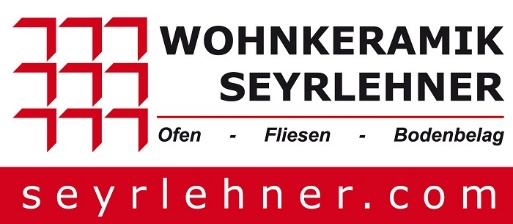 WOHNKERAMIK
SEYRLEHNER
Ofen - Fliesen - Bodenbelag
seyrlehner.com